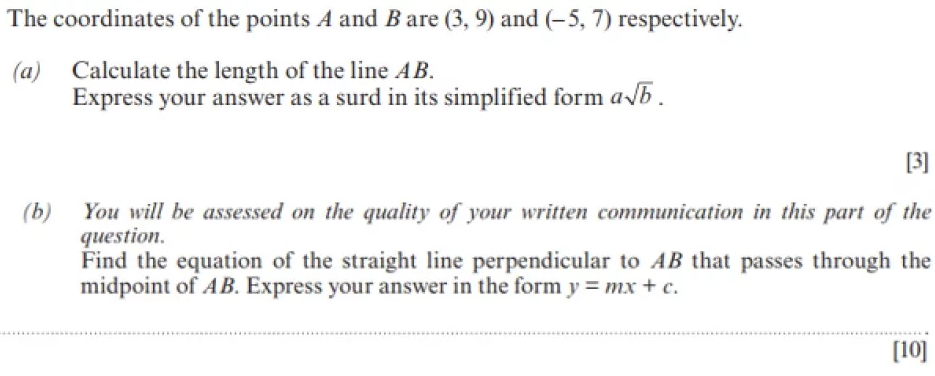 The coordinates of the points A and B are (3, 9) and (−5, 7) respectively.
(a) Calculate the length of the line AB.
Express your answer as a surd in its simplified form a√b .
[3]
(b) You will be assessed on the quality of your written communication in this part of the
question.
Find the equation of the straight line perpendicular to AB that passes through the
midpoint of AB. Express your answer in the form y = mx + c.
[10]